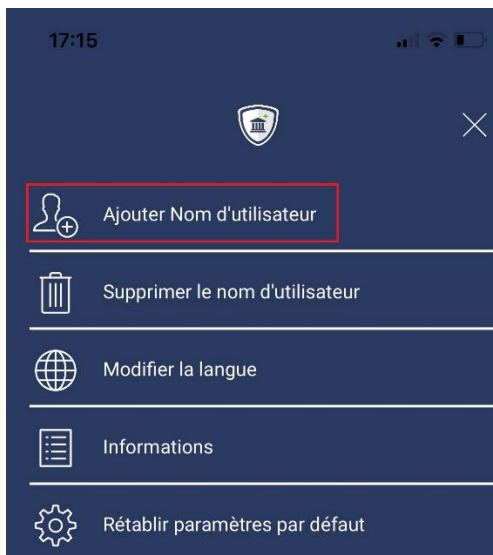 17:15
Ajouter Nom d'utilisateur
Supprimer le nom d'utilisateur
Modifier la langue
Informations
Rétablir paramètres par défaut